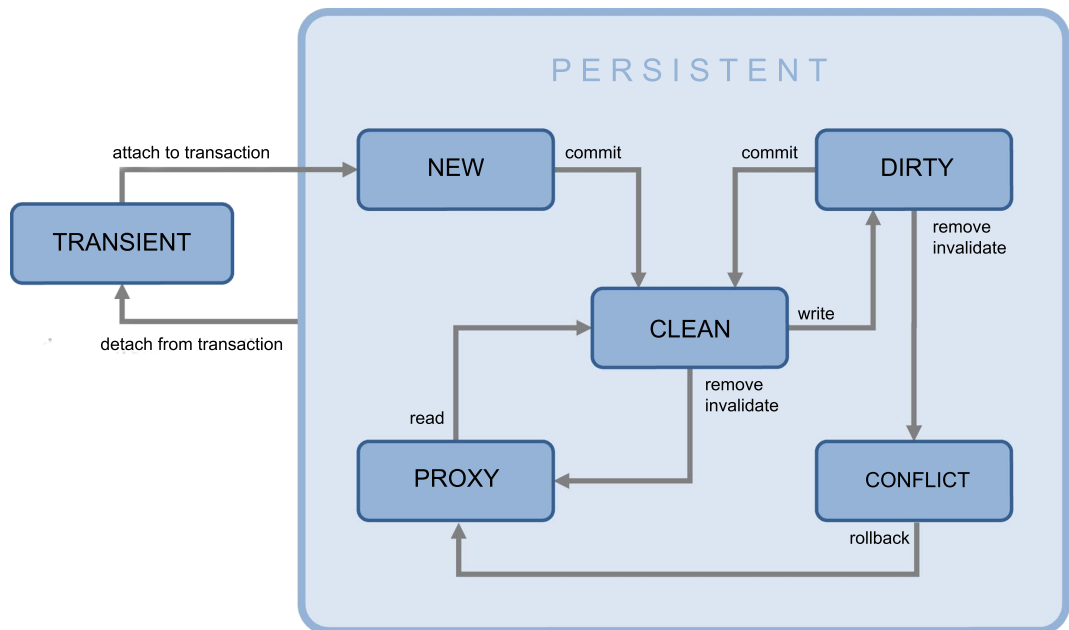 PERSISTENT
attach to transaction
NEW
commit
commit
DIRTY
TRANSIENT
remove
invalidate
CLEAN
write
detach from transaction
remove
invalidate
read
PROXY
CONFLICT
rollback